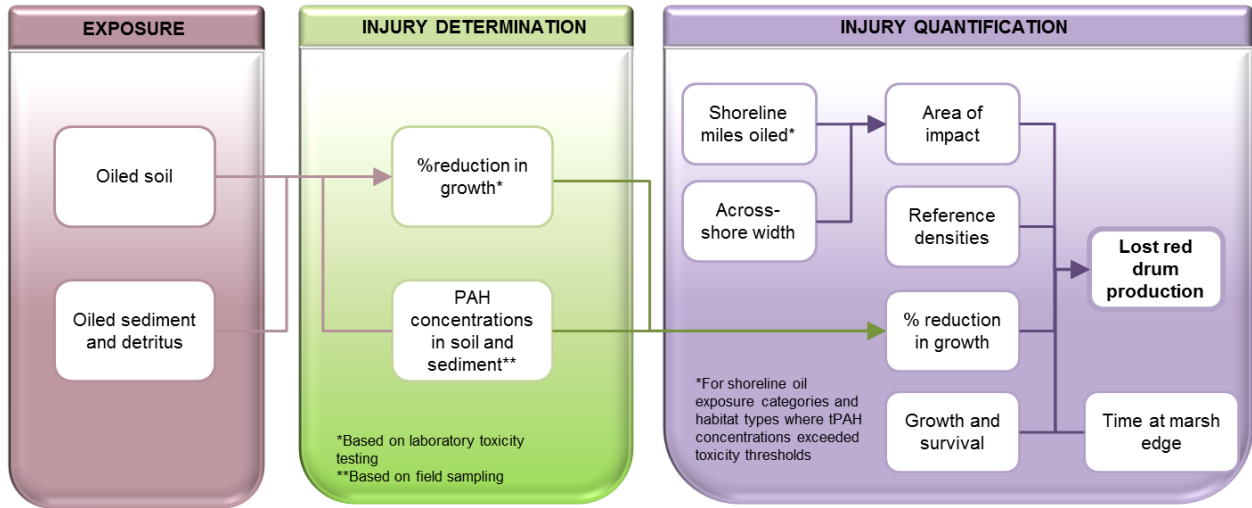 EXPOSURE
Oiled soil
Oiled sediment
and detritus
INJURY DETERMINATION
%reduction in
growth*
PAH
concentrations
in soil and
sediment**
*Based on laboratory toxicity
testing
**Based on field sampling
INJURY QUANTIFICATION
Shoreline
miles oiled*
Across-
shore width
Area of
impact
Reference
densities
% reduction
in growth
Growth and
survival
Lost red
drum
production
Time at marsh
edge
*For shoreline oil
exposure categories and
habitat types where tPAH
concentrations exceeded
toxicity thresholds